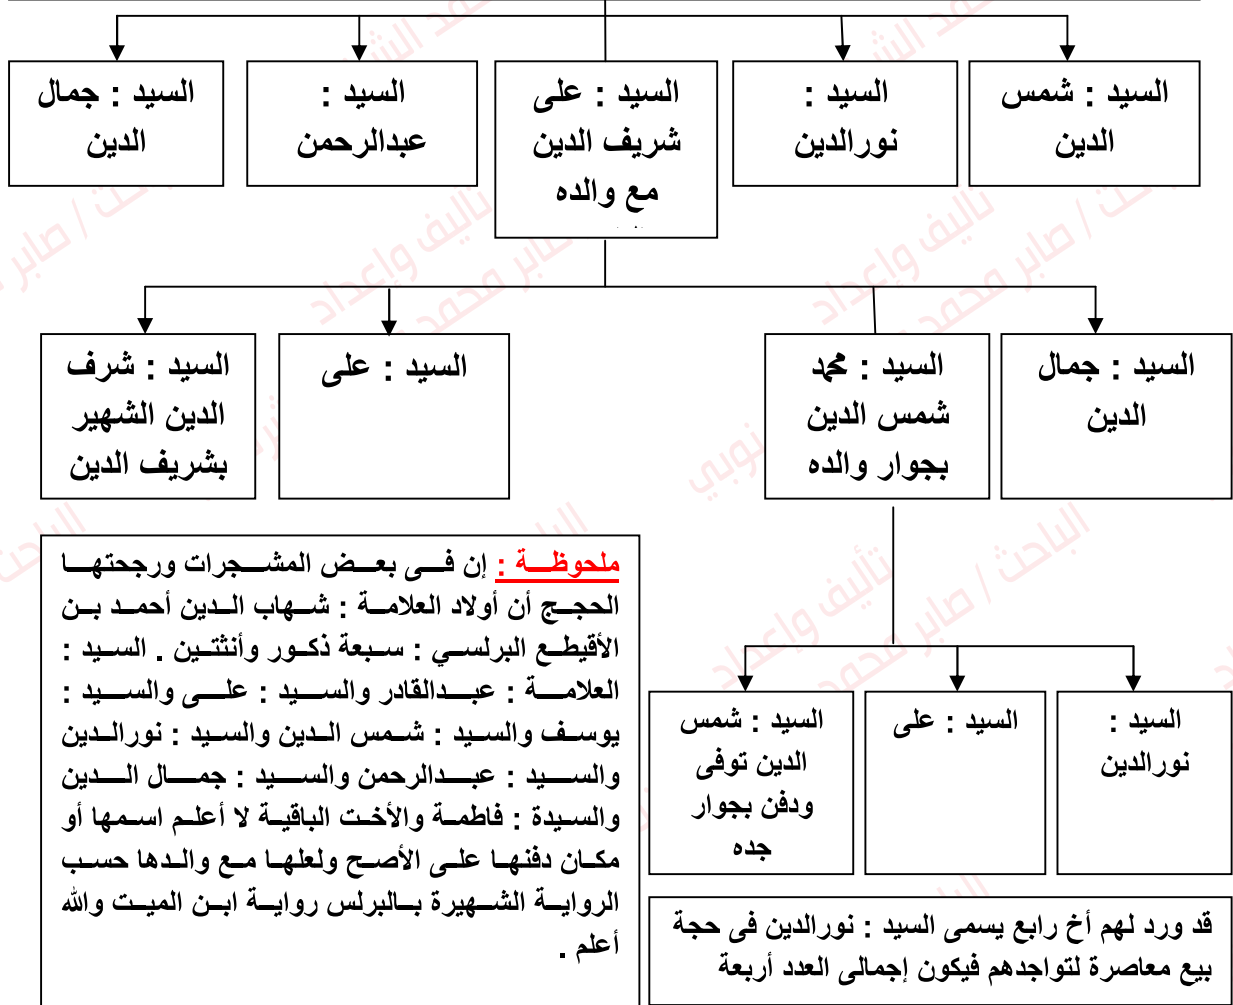 السيد : شمس
الدين
السيد :
نورالدين
السيد : على
شريف الدين
مع والده
السيد :
عبدالرحمن
السيد : جمال
الدين
السيد : جمال
الدين
السيد : محمد
شمس الدين
بجوار والده
السيد : على
السيد : شرف
الدين الشهير
بشريف الدين
السيد :
نورالدين
السيد : على
السيد : شمس
الدين توفى
ودفن بجوار
جده
قد ورد لهم أخ رابع يسمى السيد : نورالدين فى حجة
بيع معاصرة لتواجدهم فيكون إجمالى العدد أربعة
ملحوظة : إن فى بعض المشجرات ورجحتها
الحجج أن أولاد العلامة : شهاب الدين أحمد بن
الأقيطع البرلسي : سبعة ذكور وأنثتين . السيد :
العلامة : عبدالقادر والسيد : على والسيد :
يوسف والسيد : شمس الدين والسيد : نورالدين
والسيد : عبدالرحمن والسيد : جمال الدين
والسيدة : فاطمة والأخت الباقية لا أعلم اسمها أو
مكان دفنها على الأصح ولعلها مع والدها حسب
الرواية الشهيرة بالبرلس رواية ابن الميت والله
أعلم .
تأليف وإعداد
الباحث / صابر محمد
نوبي